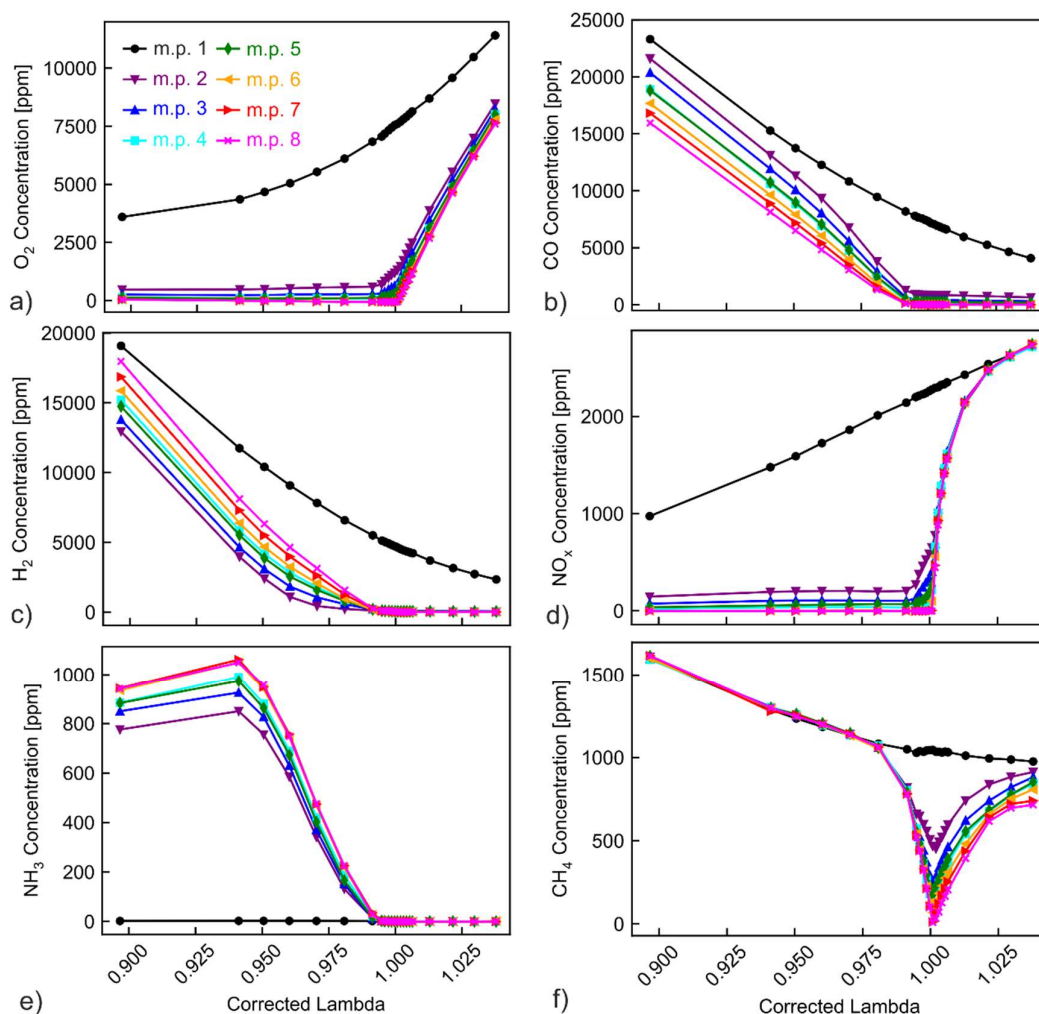 O2 Concentration [ppm]
10000
7500
5000
2500
0
m.p. 1
m.p. 2
m.p. 3
m.p. 4
m.p. 5
m.p. 6
m.p. 7
m.p. 8
a)
CO Concentration [ppm]
25000
20000
15000
10000
5000
0
b)
H2 Concentration [ppm]
20000
15000
10000
5000
0
c)
NOx Concentration [ppm]
2000
1000
0
d)
NH3 Concentration [ppm]
1000
800
600
400
200
0
0.900
0.925
0.950
0.975
1.000
1.025
Corrected Lambda
e)
CH4 Concentration [ppm]
1500
1000
500
0
0.900
0.925
0.950
0.975
1.000
1.025
Corrected Lambda
f)